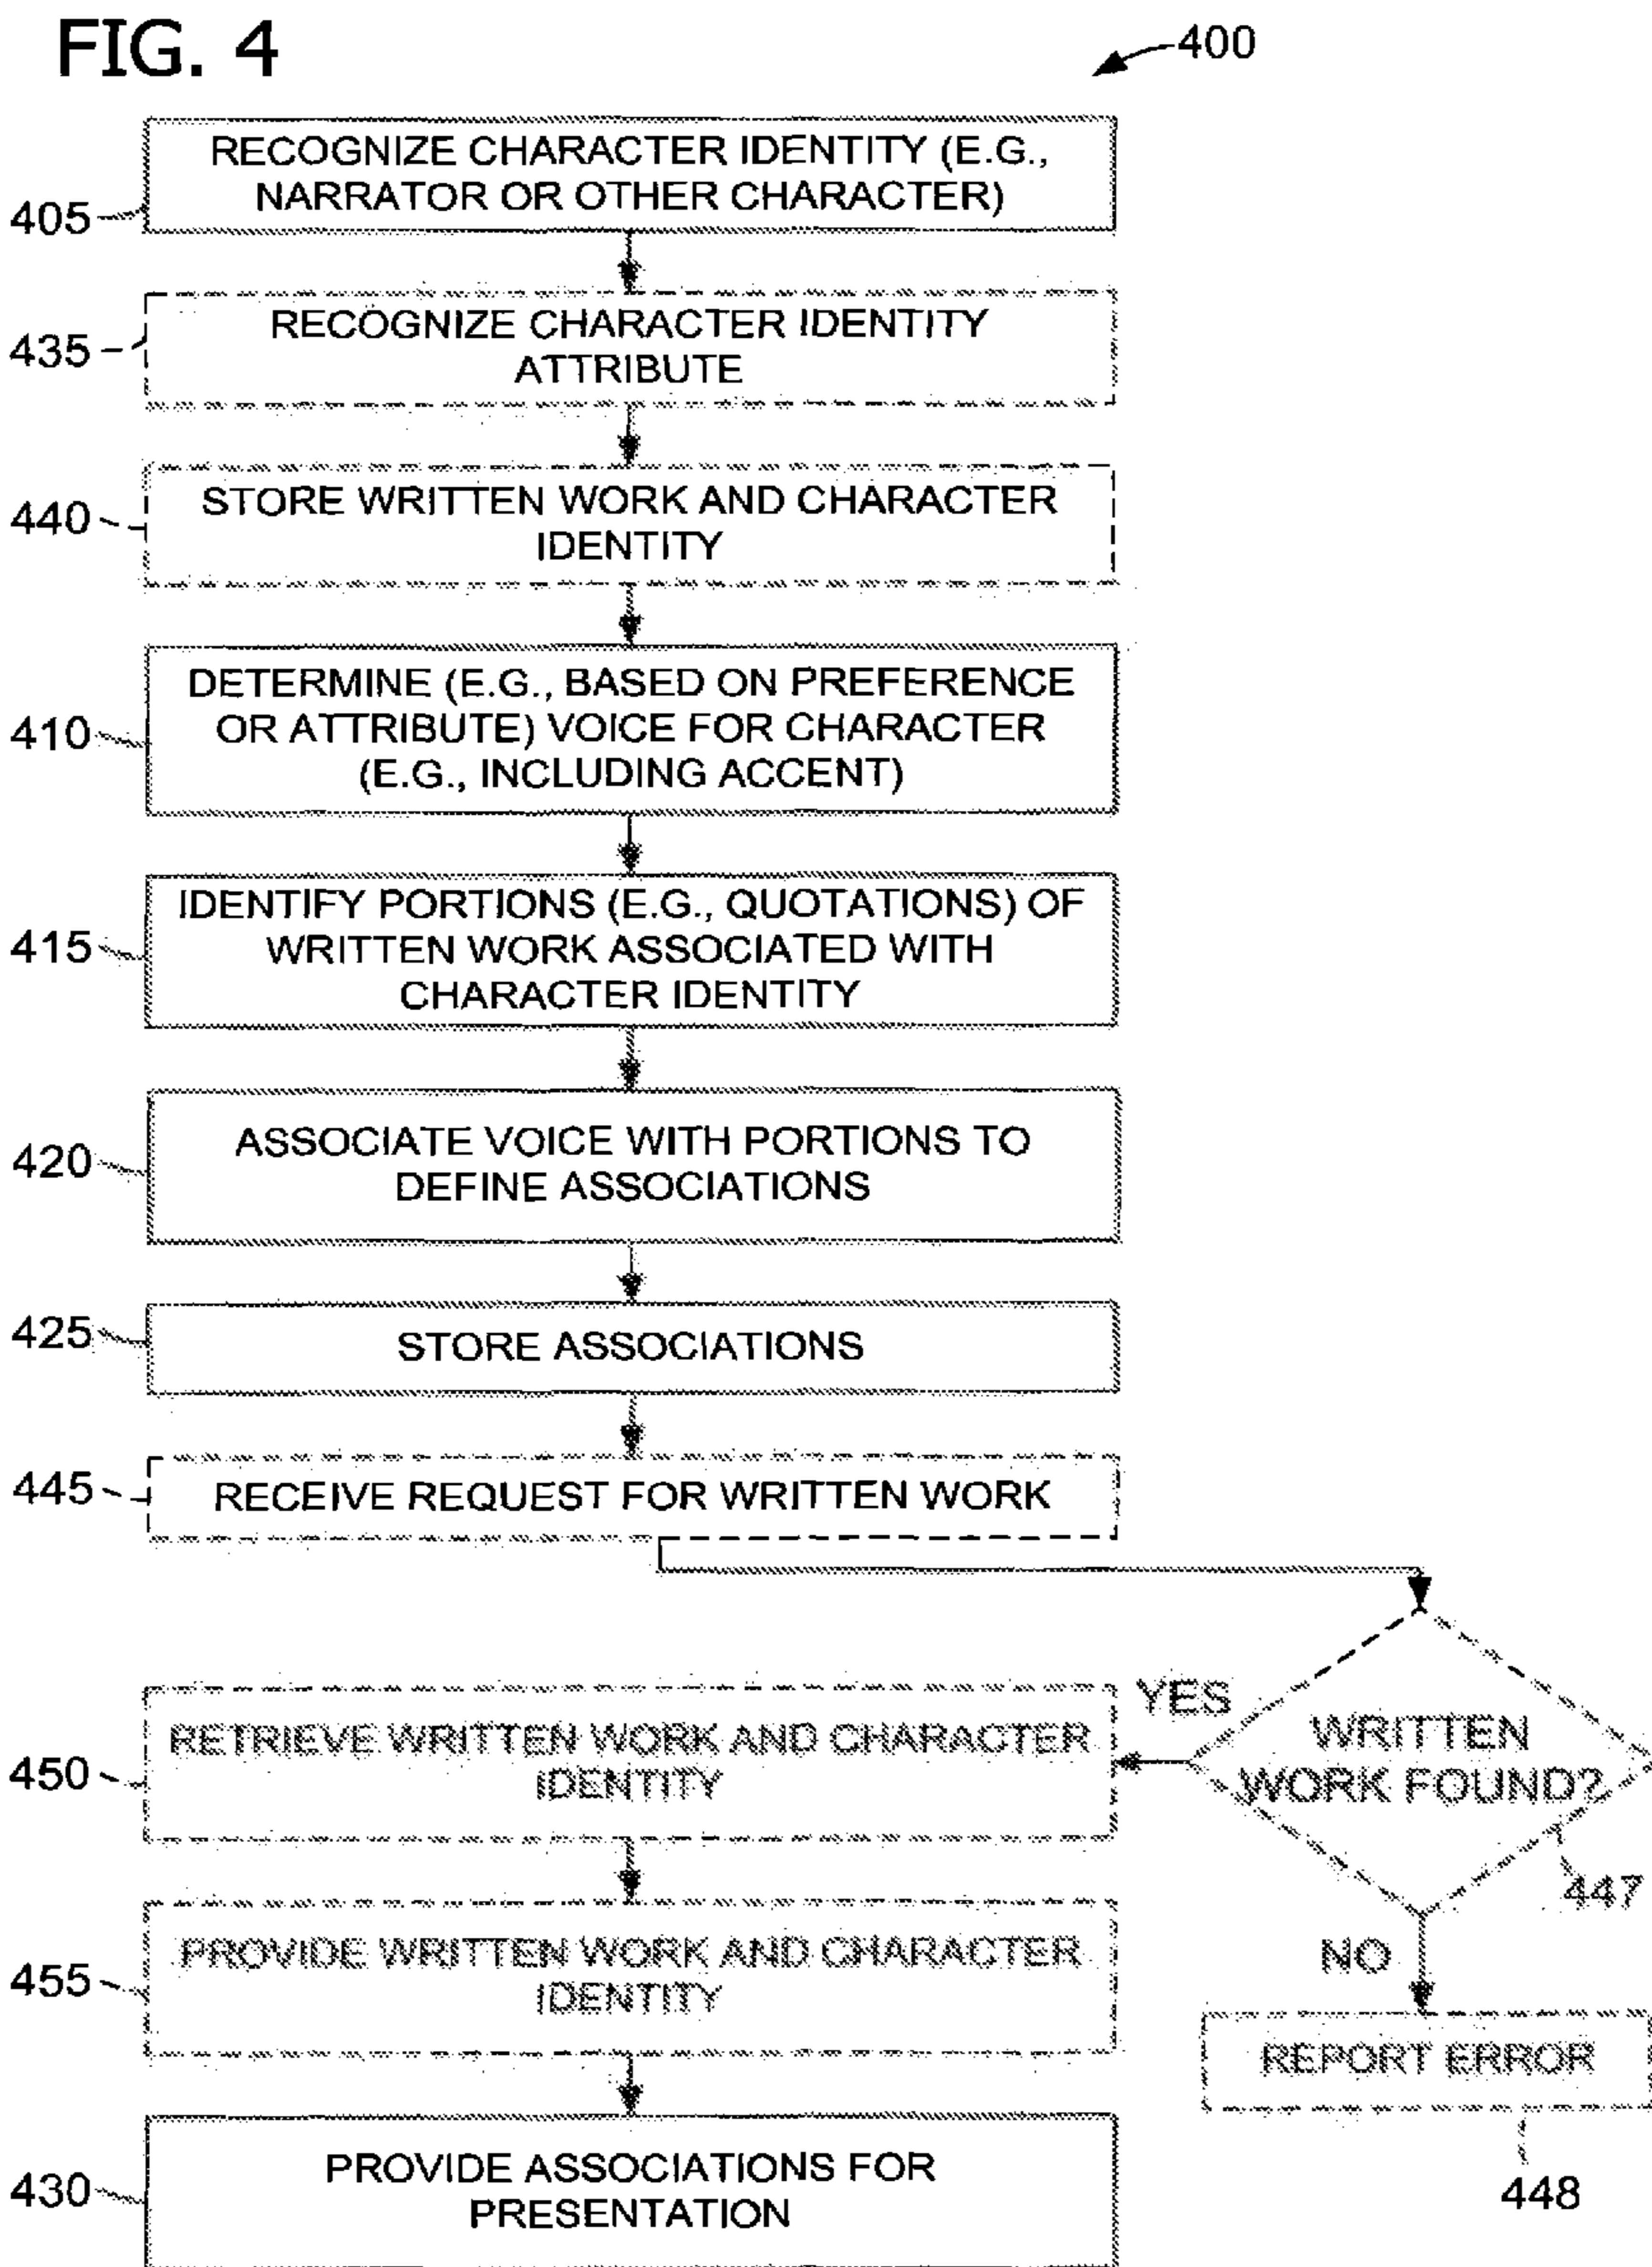 FIG. 4
400
RECOGNIZE CHARACTER IDENTITY (E.G.,
NARRATOR OR OTHER CHARACTER)
405
RECOGNIZE CHARACTER IDENTITY
ATTRIBUTE
435
STORE WRITTEN WORK AND CHARACTER
IDENTITY
440
DETERMINE (E.G., BASED ON PREFERENCE
OR ATTRIBUTE) VOICE FOR CHARACTER
(E.G., INCLUDING ACCENT)
410
IDENTIFY PORTIONS (E.G., QUOTATIONS) OF
WRITTEN WORK ASSOCIATED WITH
CHARACTER IDENTITY
415
ASSOCIATE VOICE WITH PORTIONS TO
DEFINE ASSOCIATIONS
420
STORE ASSOCIATIONS
425
RECEIVE REQUEST FOR WRITTEN WORK
445
WRITTEN
WORK FOUND?
447
YES
RETRIEVE WRITTEN WORK AND CHARACTER
IDENTITY
450
NO
REPORT ERROR
448
PROVIDE WRITTEN WORK AND CHARACTER
IDENTITY
455
PROVIDE ASSOCIATIONS FOR
PRESENTATION
430